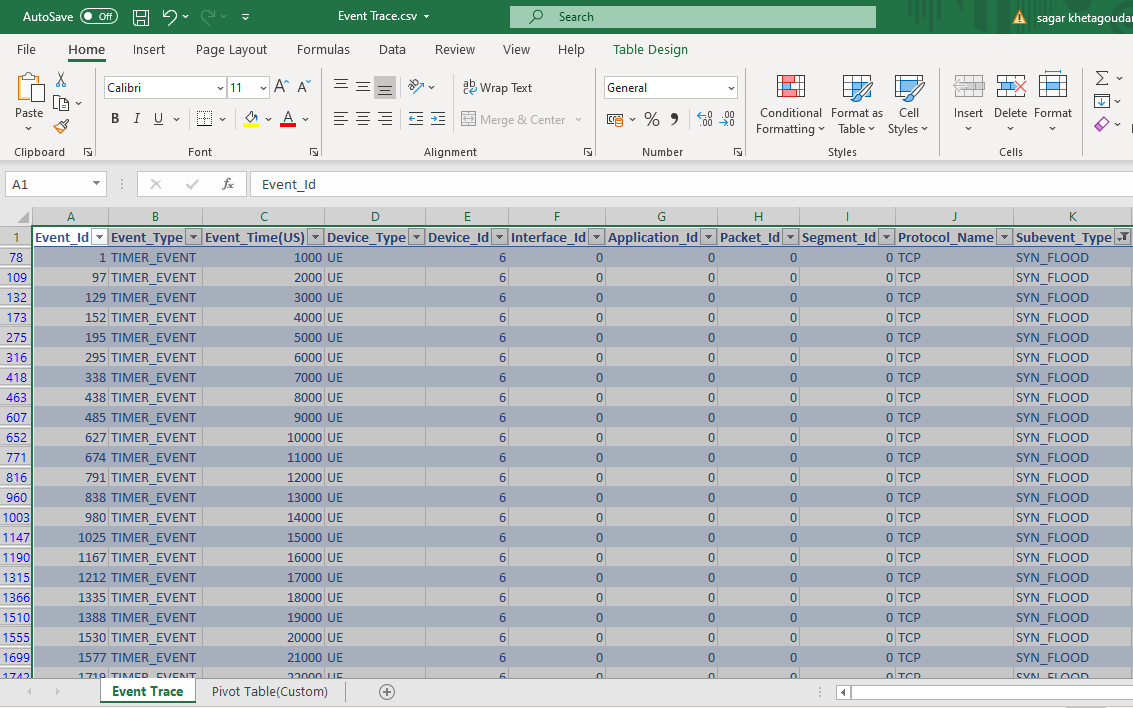 AutoSave Off Event Trace.csv Search sagar khetagoudar
File Home Insert Page Layout Formulas Data Review View Help Table Design
Calibri 11 A A ab Wrap Text General
Paste B I U A Merge & Center % Conditional Formatting Format as Table Cell Styles Insert Delete Format
Clipboard Font Alignment Number Styles Cells
A1 fx Event_Id
A B C D E F G H I J K
1 Event_Id Event_Type Event_Time(US) Device_Type Device_Id Interface_Id Application_Id Packet_Id Segment_Id Protocol_Name Subevent_Type
78 1 TIMER_EVENT 1000 UE 6 0 0 0 0 TCP SYN_FLOOD
109 97 TIMER_EVENT 2000 UE 6 0 0 0 0 TCP SYN_FLOOD
132 129 TIMER_EVENT 3000 UE 6 0 0 0 0 TCP SYN_FLOOD
173 152 TIMER_EVENT 4000 UE 6 0 0 0 0 TCP SYN_FLOOD
275 195 TIMER_EVENT 5000 UE 6 0 0 0 0 TCP SYN_FLOOD
316 295 TIMER_EVENT 6000 UE 6 0 0 0 0 TCP SYN_FLOOD
418 338 TIMER_EVENT 7000 UE 6 0 0 0 0 TCP SYN_FLOOD
463 438 TIMER_EVENT 8000 UE 6 0 0 0 0 TCP SYN_FLOOD
607 485 TIMER_EVENT 9000 UE 6 0 0 0 0 TCP SYN_FLOOD
652 627 TIMER_EVENT 10000 UE 6 0 0 0 0 TCP SYN_FLOOD
771 674 TIMER_EVENT 11000 UE 6 0 0 0 0 TCP SYN_FLOOD
816 791 TIMER_EVENT 12000 UE 6 0 0 0 0 TCP SYN_FLOOD
960 838 TIMER_EVENT 13000 UE 6 0 0 0 0 TCP SYN_FLOOD
1003 980 TIMER_EVENT 14000 UE 6 0 0 0 0 TCP SYN_FLOOD
1147 1025 TIMER_EVENT 15000 UE 6 0 0 0 0 TCP SYN_FLOOD
1190 1167 TIMER_EVENT 16000 UE 6 0 0 0 0 TCP SYN_FLOOD
1315 1212 TIMER_EVENT 17000 UE 6 0 0 0 0 TCP SYN_FLOOD
1366 1335 TIMER_EVENT 18000 UE 6 0 0 0 0 TCP SYN_FLOOD
1510 1388 TIMER_EVENT 19000 UE 6 0 0 0 0 TCP SYN_FLOOD
1555 1530 TIMER_EVENT 20000 UE 6 0 0 0 0 TCP SYN_FLOOD
1699 1577 TIMER_EVENT 21000 UE 6 0 0 0 0 TCP SYN_FLOOD
1742 1719 TIMER_EVENT 22000 UE 6 0 0 0 0 TCP SYN_FLOOD
Event Trace Pivot Table(Custom)